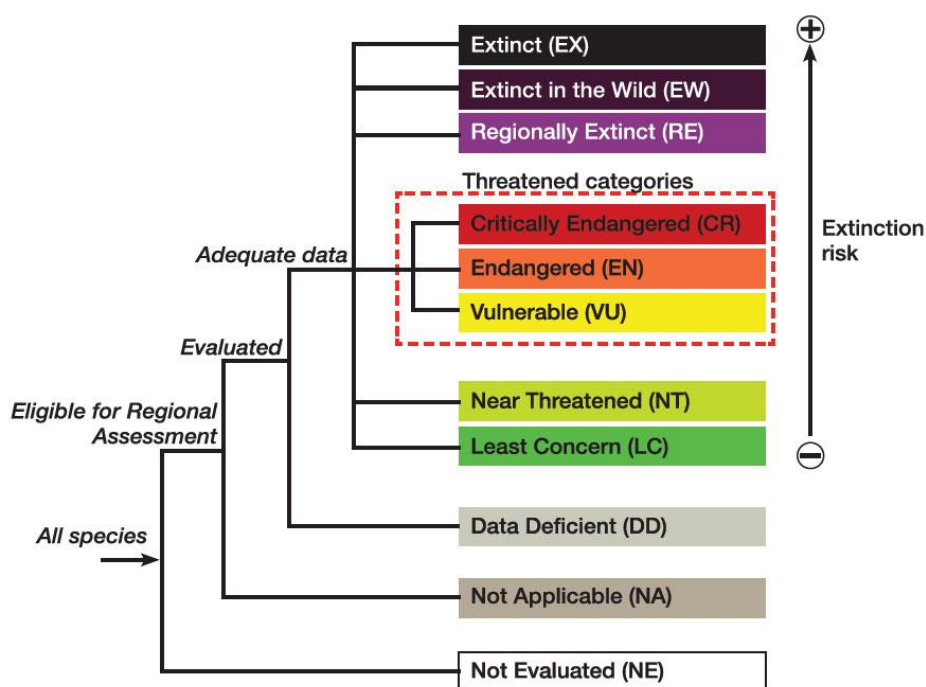 Extinct (EX)
Extinct in the Wild (EW)
Regionally Extinct (RE)
Threatened categories
Critically Endangered (CR)
Adequate data
Endangered (EN)
Extinction
risk
Vulnerable (VU)
Evaluated
Near Threatened (NT)
Eligible for Regional
Assessment
Least Concern (LC)
All species
Data Deficient (DD)
Not Applicable (NA)
Not Evaluated (NE)
+
−